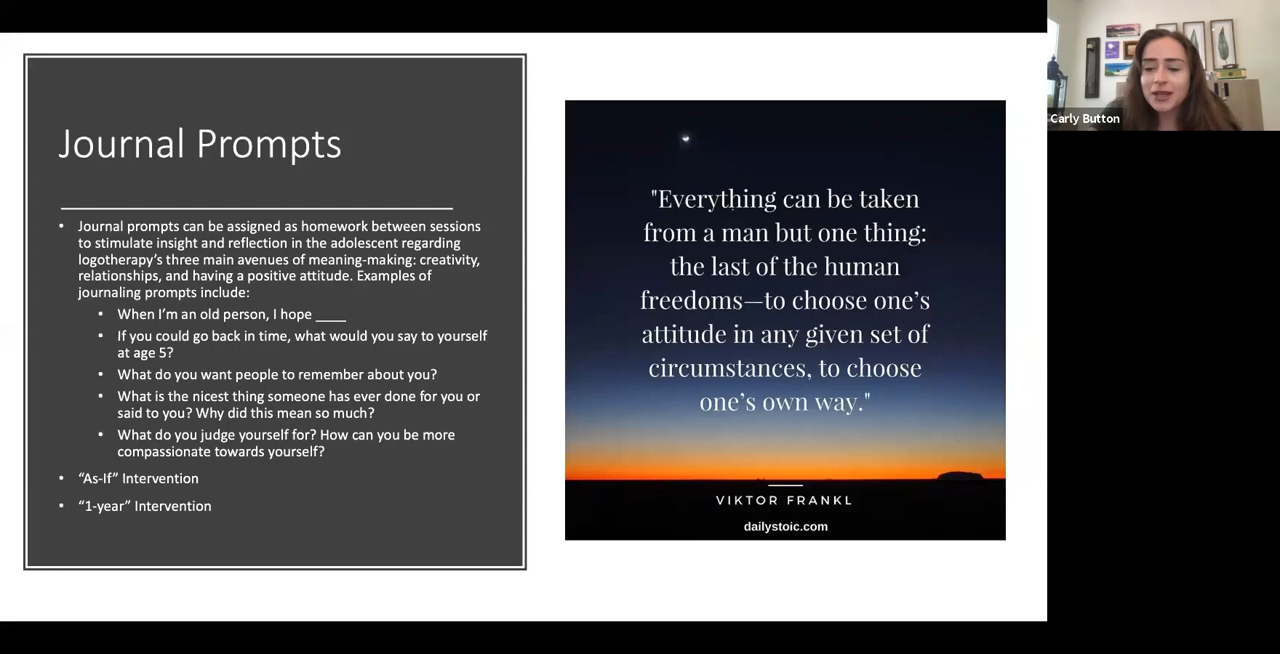 Journal Prompts
• Journal prompts can be assigned as homework between sessions
to stimulate insight and reflection in the adolescent regarding
logotherapy’s three main avenues of meaning-making: creativity,
relationships, and having a positive attitude. Examples of
journaling prompts include:
• When I’m an old person, I hope ____
• If you could go back in time, what would you say to yourself
at age 5?
• What do you want people to remember about you?
• What is the nicest thing someone has ever done for you or
said to you? Why did this mean so much?
• What do you judge yourself for? How can you be more
compassionate towards yourself?
• “As-If” Intervention
• “1-year” Intervention
"Everything can be taken
from a man but one thing:
the last of the human
freedoms—to choose one’s
attitude in any given set of
circumstances, to choose
one’s own way."
VIKTOR FRANKL
dailystoic.com
Carly Button